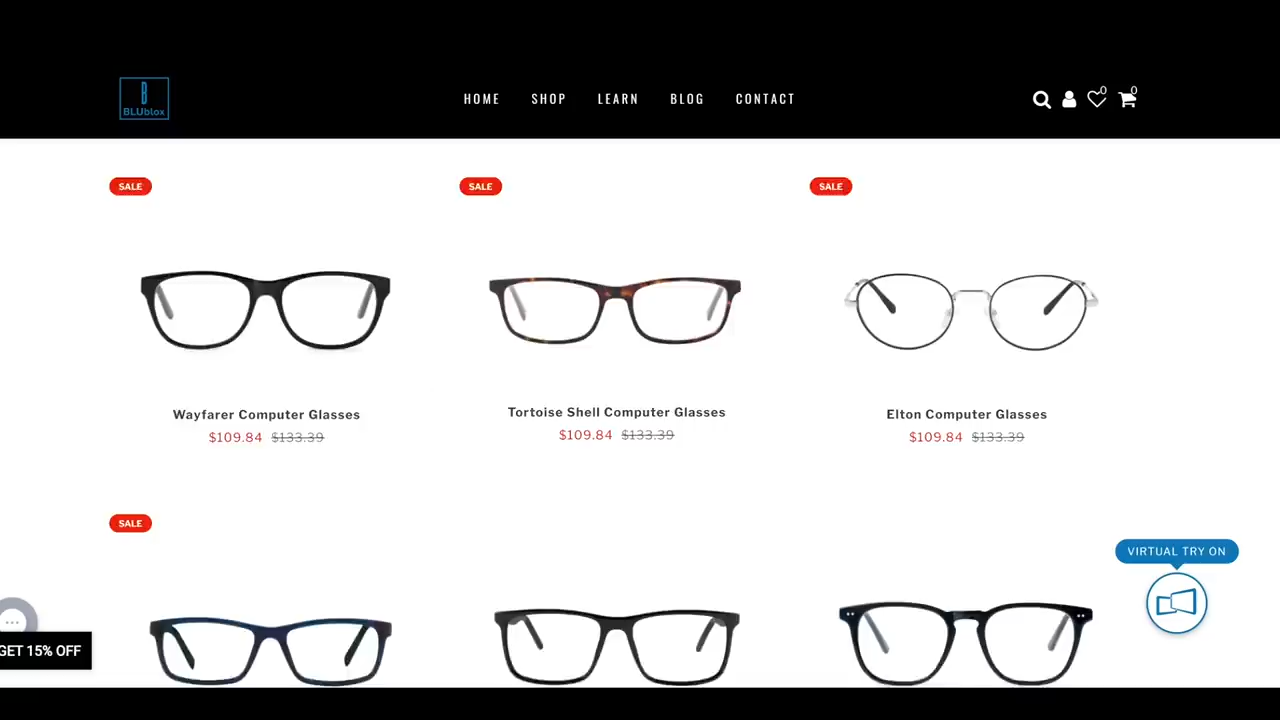 B
BLUblox
HOME SHOP LEARN BLOG CONTACT
0 0
SALE SALE SALE
Wayfarer Computer Glasses
$109.84 $133.39
Tortoise Shell Computer Glasses
$109.84 $133.39
Elton Computer Glasses
$109.84 $133.39
SALE
VIRTUAL TRY ON
GET 15% OFF